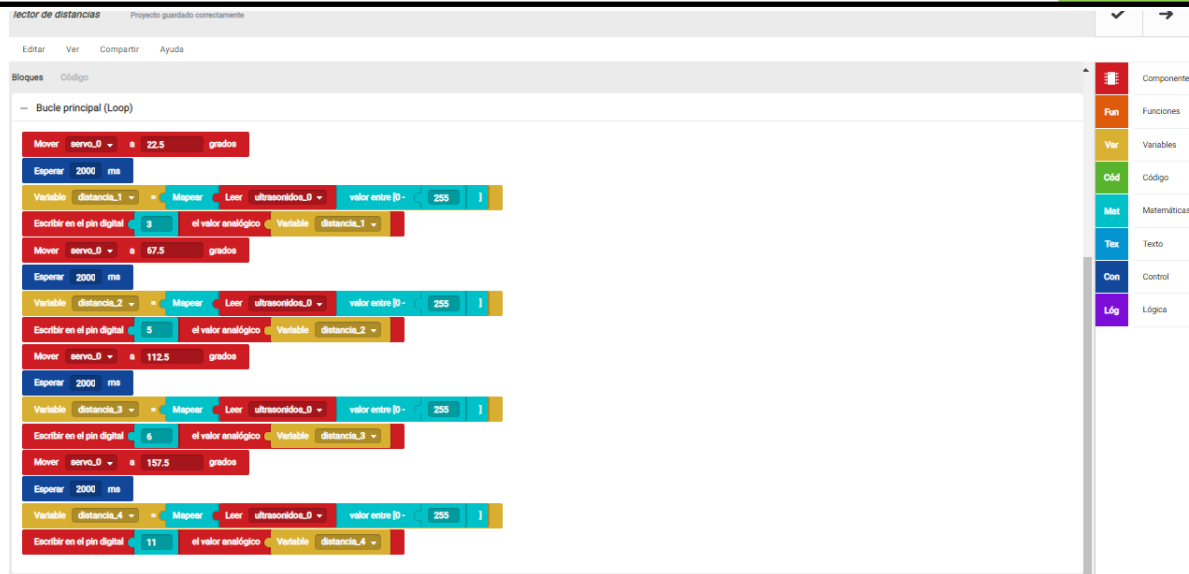 lector de distancias Proyecto guardado correctamente
Editar Ver Compartir Ayuda
Bloques Código
Bucle principal (Loop)
Mover servo_0 a 22.5 grados
Esperar 2000 ms
Variable distancia_1 = Mapear Leer ultrasonidos_0 valor entre [0 - 255 ]
Escribir en el pin digital 3 el valor analógico Variable distancia_1
Mover servo_0 a 67.5 grados
Esperar 2000 ms
Variable distancia_2 = Mapear Leer ultrasonidos_0 valor entre [0 - 255 ]
Escribir en el pin digital 5 el valor analógico Variable distancia_2
Mover servo_0 a 112.5 grados
Esperar 2000 ms
Variable distancia_3 = Mapear Leer ultrasonidos_0 valor entre [0 - 255 ]
Escribir en el pin digital 6 el valor analógico Variable distancia_3
Mover servo_0 a 157.5 grados
Esperar 2000 ms
Variable distancia_4 = Mapear Leer ultrasonidos_0 valor entre [0 - 255 ]
Escribir en el pin digital 11 el valor analógico Variable distancia_4
Componente
Fun Funciones
Var Variables
Cód Código
Mat Matemáticas
Tex Texto
Con Control
Lóg Lógica